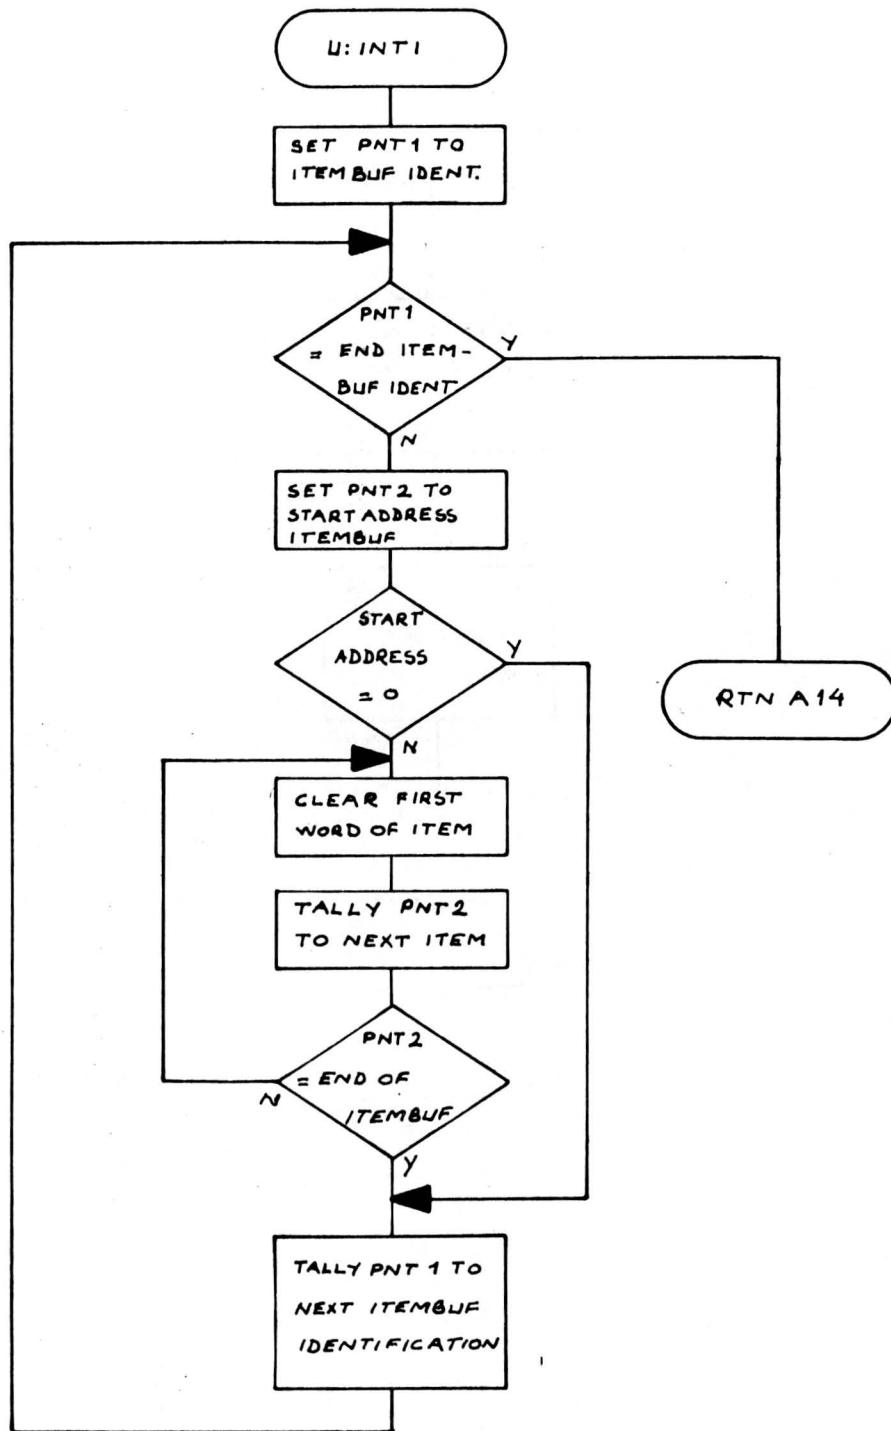 U:INT1
SET PNT1 TO
ITEMBUF IDENT.
PNT1
= END ITEM-
BUF IDENT
Y
N
SET PNT2 TO
START ADDRESS
ITEMBUF
START
ADDRESS
= 0
Y
N
RTN A14
CLEAR FIRST
WORD OF ITEM
TALLY PNT2
TO NEXT ITEM
PNT2
= END OF
ITEMBUF
N
Y
TALLY PNT 1 TO
NEXT ITEMBUF
IDENTIFICATION